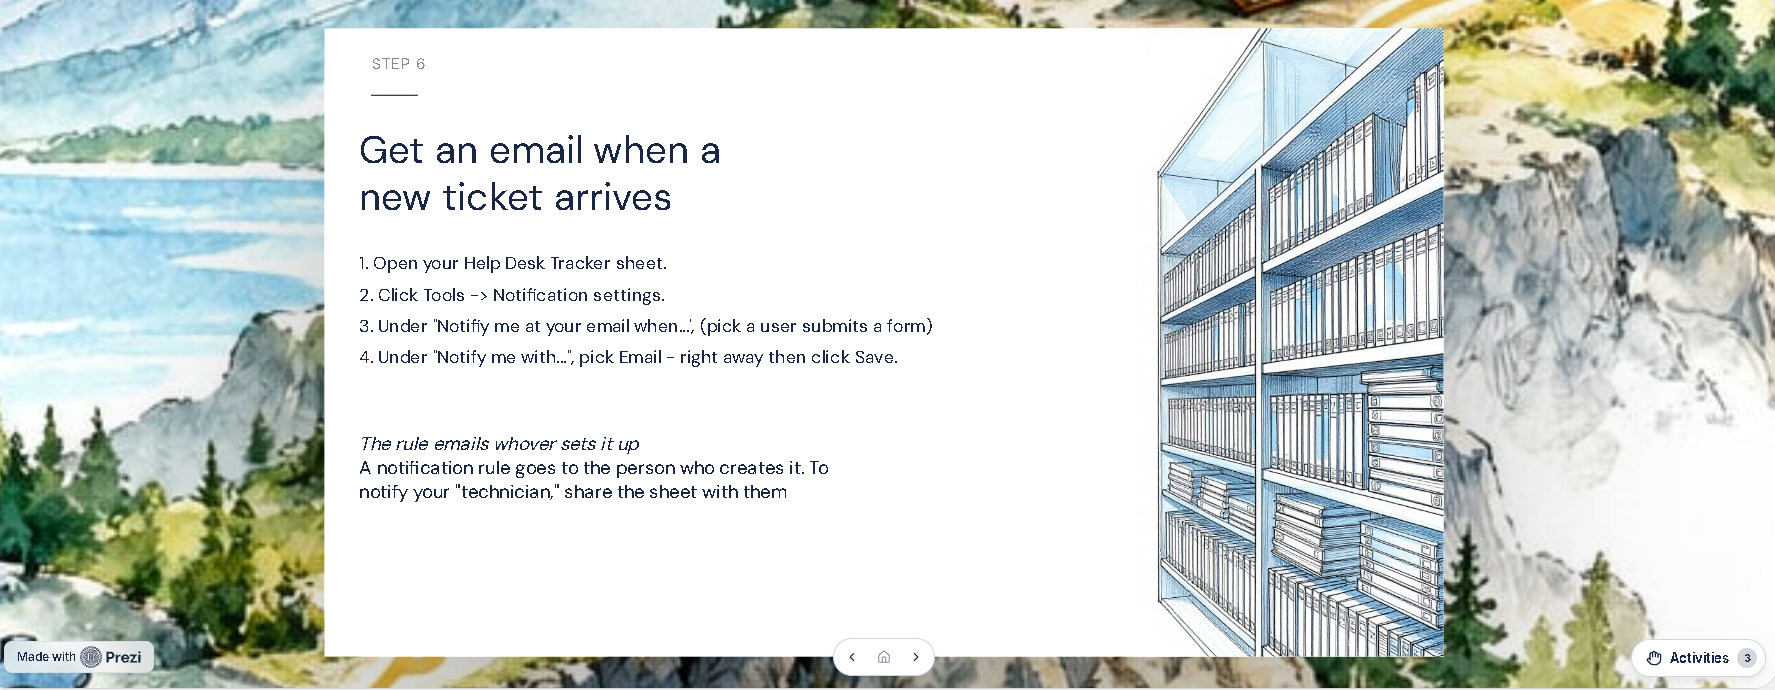 STEP 6
Get an email when a
new ticket arrives
1. Open your Help Desk Tracker sheet.
2. Click Tools -> Notification settings.
3. Under "Notifiy me at your email when...', (pick a user submits a form)
4. Under "Notify me with...", pick Email - right away then click Save.
The rule emails whover sets it up
A notification rule goes to the person who creates it. To
notify your "technician," share the sheet with them
Made with Prezi
Activities 3